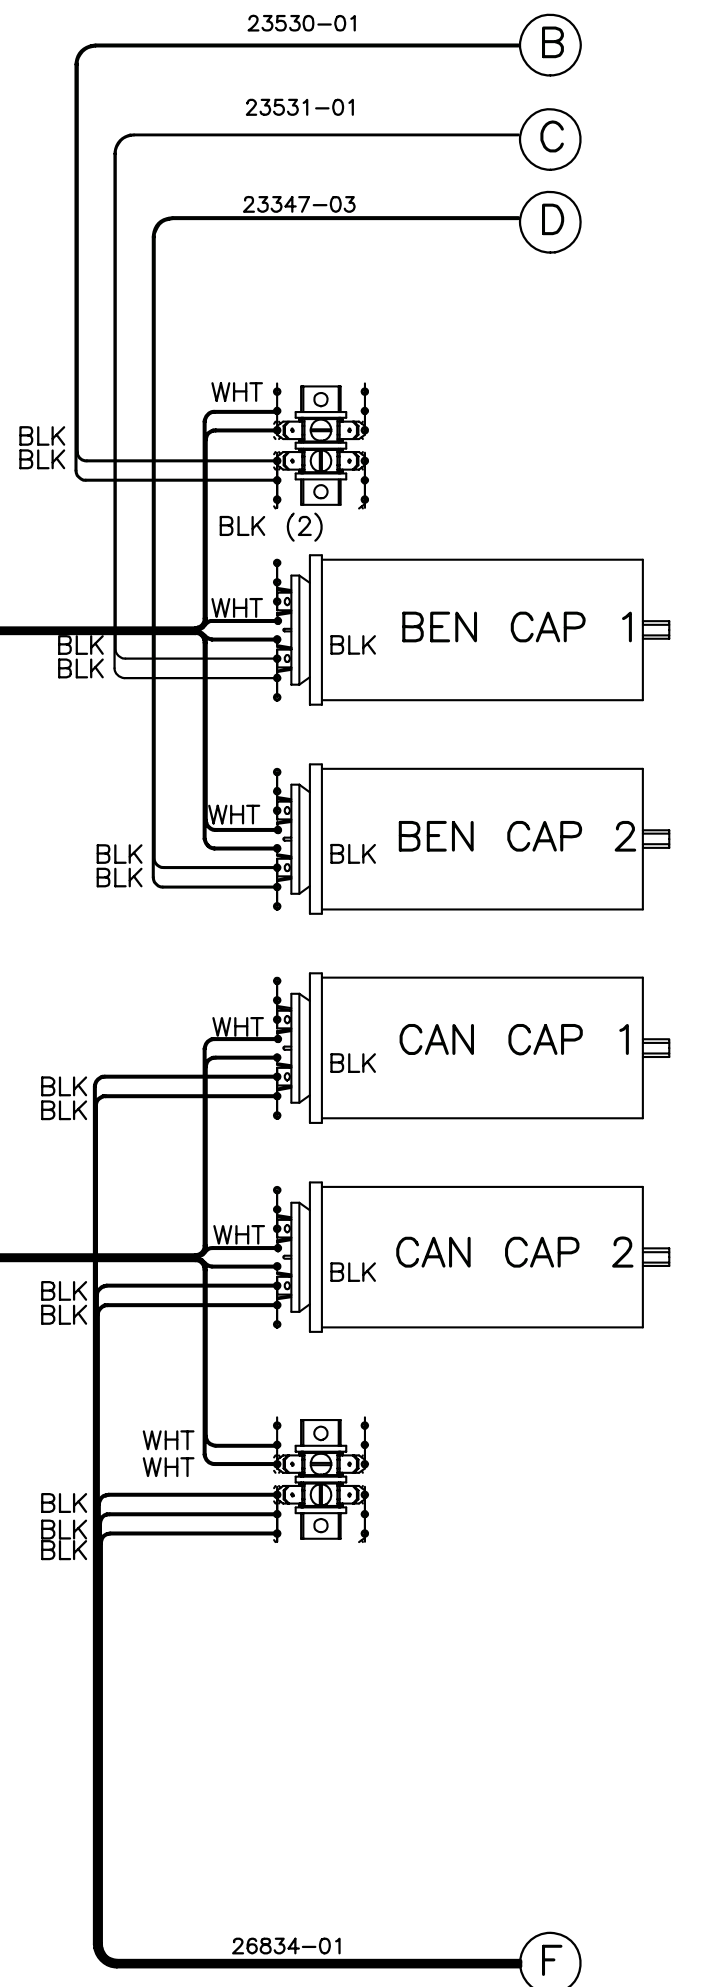 23530-01
B
23531-01
C
23347-03
D
WHT
BLK
BLK
BLK (2)
WHT
BEN CAP 1
BLK
BLK
BLK
WHT
BEN CAP 2
BLK
BLK
BLK
WHT
CAN CAP 1
BLK
BLK
BLK
WHT
CAN CAP 2
BLK
BLK
BLK
WHT
WHT
BLK
BLK
BLK
26834-01
F